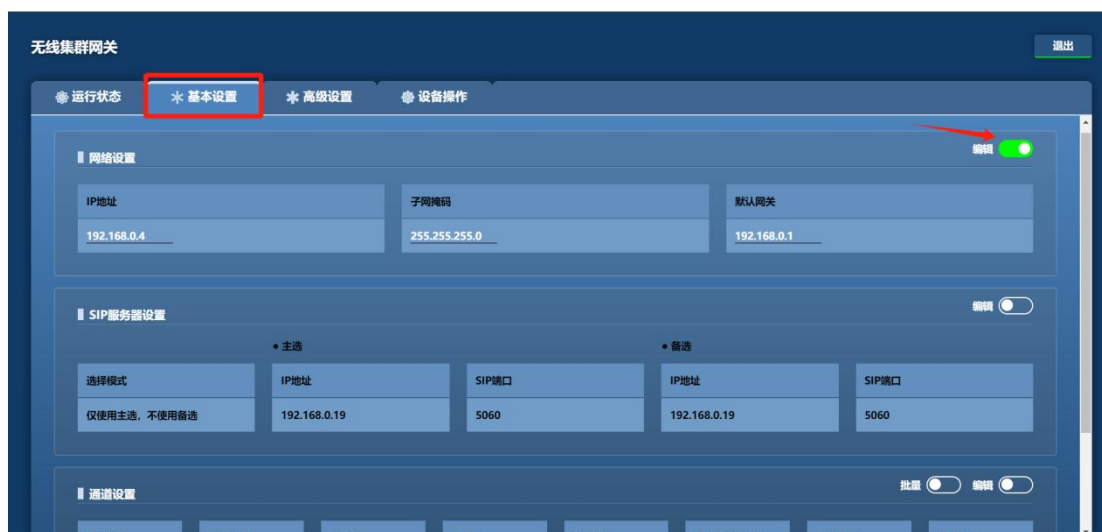 无线集群网关
退出
运行状态 基本设置 高级设置 设备操作
网络设置 编辑
IP地址 子网掩码 默认网关
192.168.0.4 255.255.255.0 192.168.0.1
SIP服务器设置 编辑
• 主选 • 备选
选择模式 IP地址 SIP端口 IP地址 SIP端口
仅使用主选，不使用备选 192.168.0.19 5060 192.168.0.19 5060
通道设置 批量 编辑